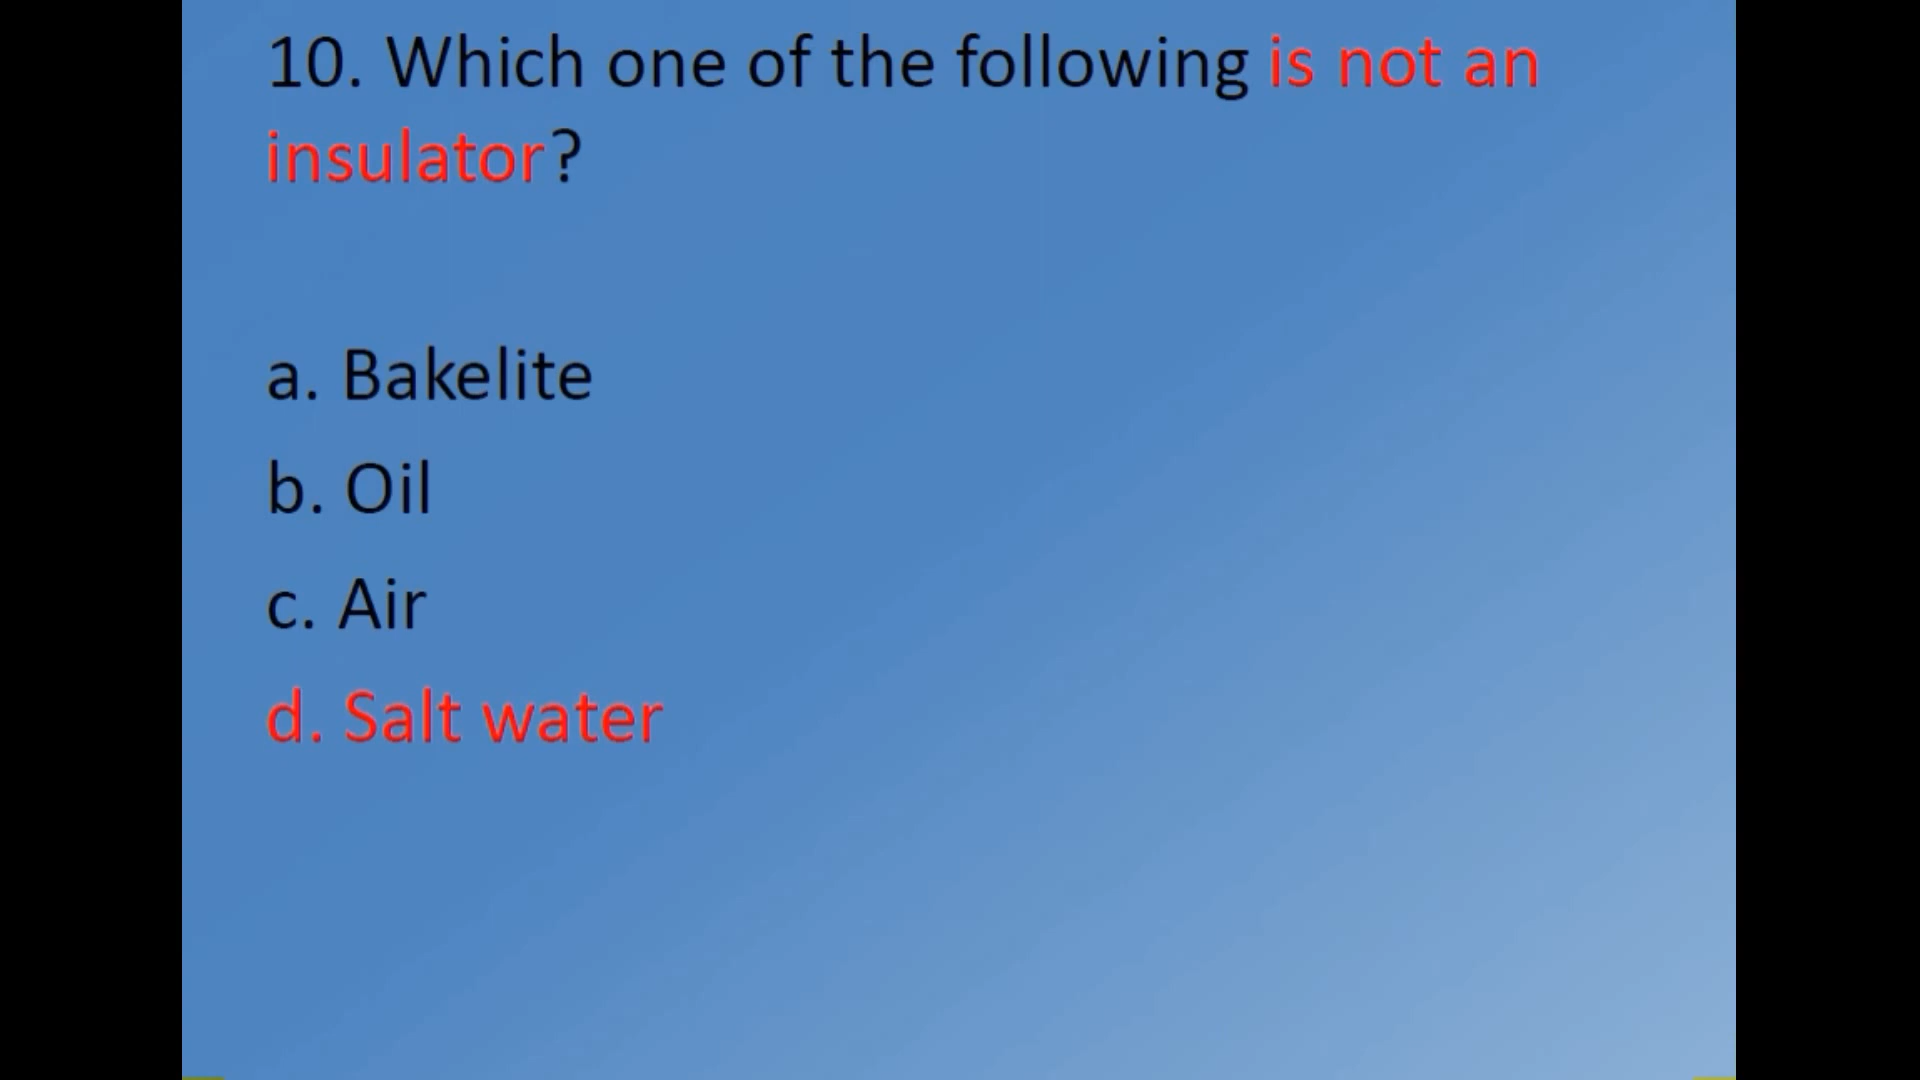 10. Which one of the following is not an
insulator?
a. Bakelite
b. Oil
c. Air
d. Salt water